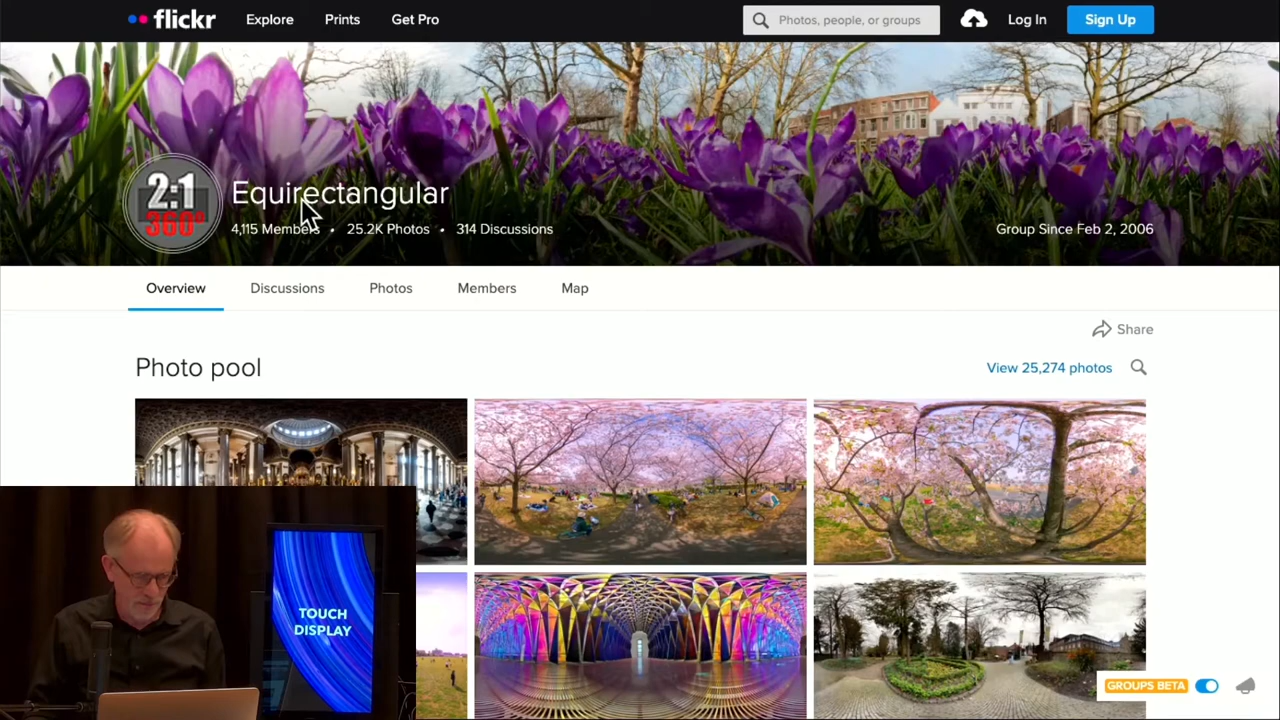 flickr Explore Prints Get Pro Photos, people, or groups Log In Sign Up
2:1
360°
Equirectangular
4,115 Members • 25.2K Photos • 314 Discussions Group Since Feb 2, 2006
Overview Discussions Photos Members Map
Share
Photo pool View 25,274 photos
TOUCH
DISPLAY
GROUPS BETA